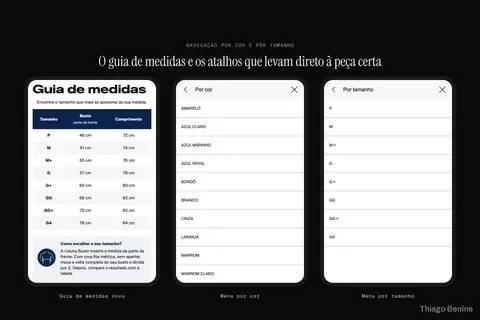 NAVEGAÇÃO POR COR E POR TAMANHO
O guia de medidas e os atalhos que levam direto à peça certa
Guia de medidas
Encontre o tamanho que mais se aproxima da sua medida.
Tamanho Busto parte da frente Comprimento
P 46 cm 72 cm
M 51 cm 74 cm
M+ 55 cm 76 cm
G 57 cm 78 cm
G+ 60 cm 80 cm
GG 66 cm 82 cm
GG+ 72 cm 82 cm
G4 78 cm 84 cm
Como escolher o seu tamanho?
A coluna Busto mostra a medida da parte
da frente. Com uma fita métrica, sem apertar,
meça a volta completa do seu busto e divida
por 2. Depois, compare o resultado com a
tabela.
Guia de medidas novo
Por cor
AMARELO
AZUL CLARO
AZUL MARINHO
AZUL ROYAL
BORDÔ
BRANCO
CINZA
LARANJA
MARROM
MARROM CLARO
Menu por cor
Por tamanho
P
M
M+
G
G+
GG
GG+
G4
Menu por tamanho
Thiago Benine